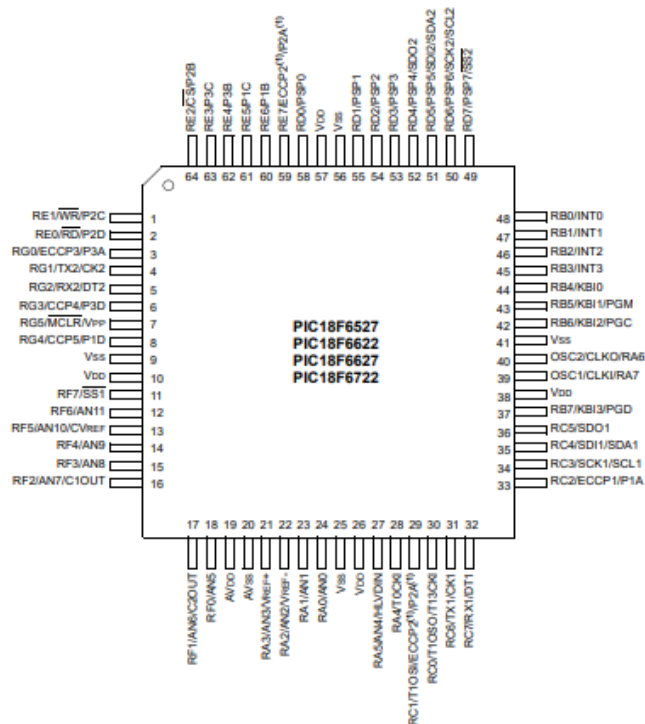 RE2/CS/P2B
RE3/P3C
RE4/P3B
RE5/P1C
RE6/P1B
RE7/ECCP2(1)/P2A(1)
RD0/PSP0
VDD
VSS
RD1/PSP1
RD2/PSP2
RD3/PSP3
RD4/PSP4/SDO2
RD5/PSP5/SDI2/SDA2
RD6/PSP6/SCK2/SCL2
RD7/PSP7/SS2
64 63 62 61 60 59 58 57 56 55 54 53 52 51 50 49
RE1/WR/P2C 1
RE0/RD/P2D 2
RG0/ECCP3/P3A 3
RG1/TX2/CK2 4
RG2/RX2/DT2 5
RG3/CCP4/P3D 6
RG5/MCLR/VPP 7
RG4/CCP5/P1D 8
VSS 9
VDD 10
RF7/SS1 11
RF6/AN11 12
RF5/AN10/CVREF 13
RF4/AN9 14
RF3/AN8 15
RF2/AN7/C1OUT 16
PIC18F6527
PIC18F6622
PIC18F6627
PIC18F6722
48 RB0/INT0
47 RB1/INT1
46 RB2/INT2
45 RB3/INT3
44 RB4/KBI0
43 RB5/KBI1/PGM
42 RB6/KBI2/PGC
41 VSS
40 OSC2/CLKO/RA6
39 OSC1/CLKI/RA7
38 VDD
37 RB7/KBI3/PGD
36 RC5/SDO1
35 RC4/SDI1/SDA1
34 RC3/SCK1/SCL1
33 RC2/ECCP1/P1A
17 18 19 20 21 22 23 24 25 26 27 28 29 30 31 32
RF1/AN6/C2OUT
RF0/AN5
AVDD
AVSS
RA3/AN3/VREF+
RA2/AN2/VREF-
RA1/AN1
RA0/AN0
VSS
VDD
RA5/AN4/HLVDIN
RA4/T0CKI
RC1/T1OSI/ECCP2(1)/P2A(1)
RC0/T1OSO/T13CKI
RC6/TX1/CK1
RC7/RX1/DT1